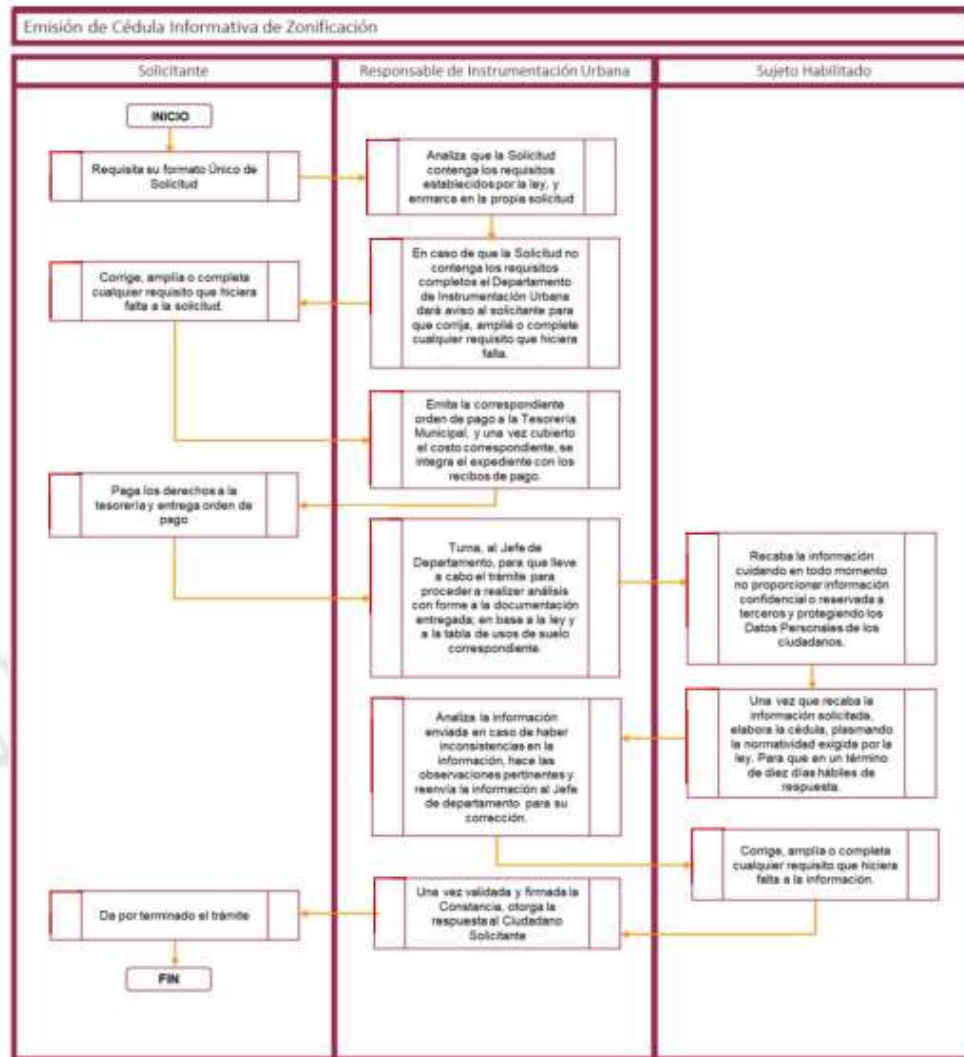 Emisión de Cédula Informativa de Zonificación
Solicitante
Responsable de Instrumentación Urbana
Sujeto Habilitado
INICIO
Requisita su formato Único de
Solicitud
Analiza que la Solicitud
contenga los requisitos
establecidos por la ley, y
enmarca en la propia solicitud
En caso de que la Solicitud no
contenga los requisitos
completos el Departamento
de Instrumentación Urbana
dará aviso al solicitante para
que corrija, amplié o complete
cualquier requisito que hiciera
falta.
Corrige, amplia o completa
cualquier requisito que hiciera
falta a la solicitud.
Emite la correspondiente
orden de pago a la Tesorería
Municipal, y una vez cubierto
el costo correspondiente, se
integra el expediente con los
recibos de pago.
Paga los derechos a la
tesorería y entrega orden de
pago
Turna, al Jefe de
Departamento, para que lleve
a cabo el trámite para
proceder a realizer análisis
con forme a la documentación
entregada; en base a la ley y
a la tabla de usos de suelo
correspondiente.
Recaba la información
cuidando en todo momento
no proporcionar información
confidencial o reservada a
terceros y protegiendo los
Datos Personales de los
ciudadanos.
Una vez que recaba la
información solicitada,
elabora la cédula, plasmando
la normatividad exigida por la
ley. Para que en un término
de diez días hábiles de
respuesta.
Analiza la información
enviada en caso de haber
inconsistencias en la
información, hace las
observaciones pertinentes y
reenvía la información al Jefe
de departamento para su
corrección.
Corrige, amplia o completa
cualquier requisito que hiciera
falta a la información.
Una vez validada y firmada la
Constancia, otorga la
respuesta al Ciudadano
Solicitante
Da por terminado el trámite
FIN